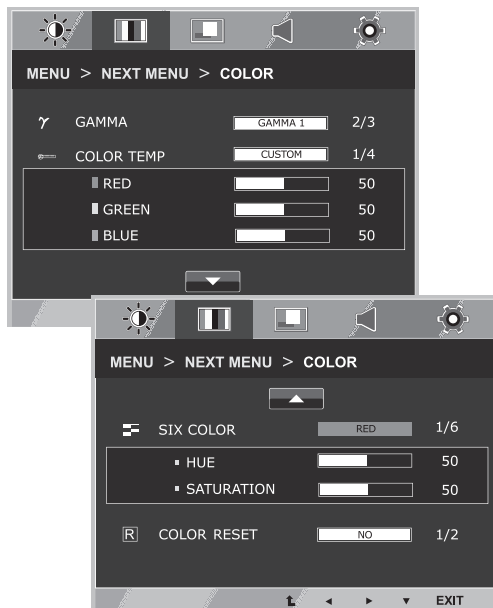 MENU > NEXT MENU > COLOR
γ GAMMA GAMMA 1 2/3
COLOR TEMP CUSTOM 1/4
RED 50
GREEN 50
BLUE 50
MENU > NEXT MENU > COLOR
SIX COLOR RED 1/6
HUE 50
SATURATION 50
R COLOR RESET NO 1/2
EXIT